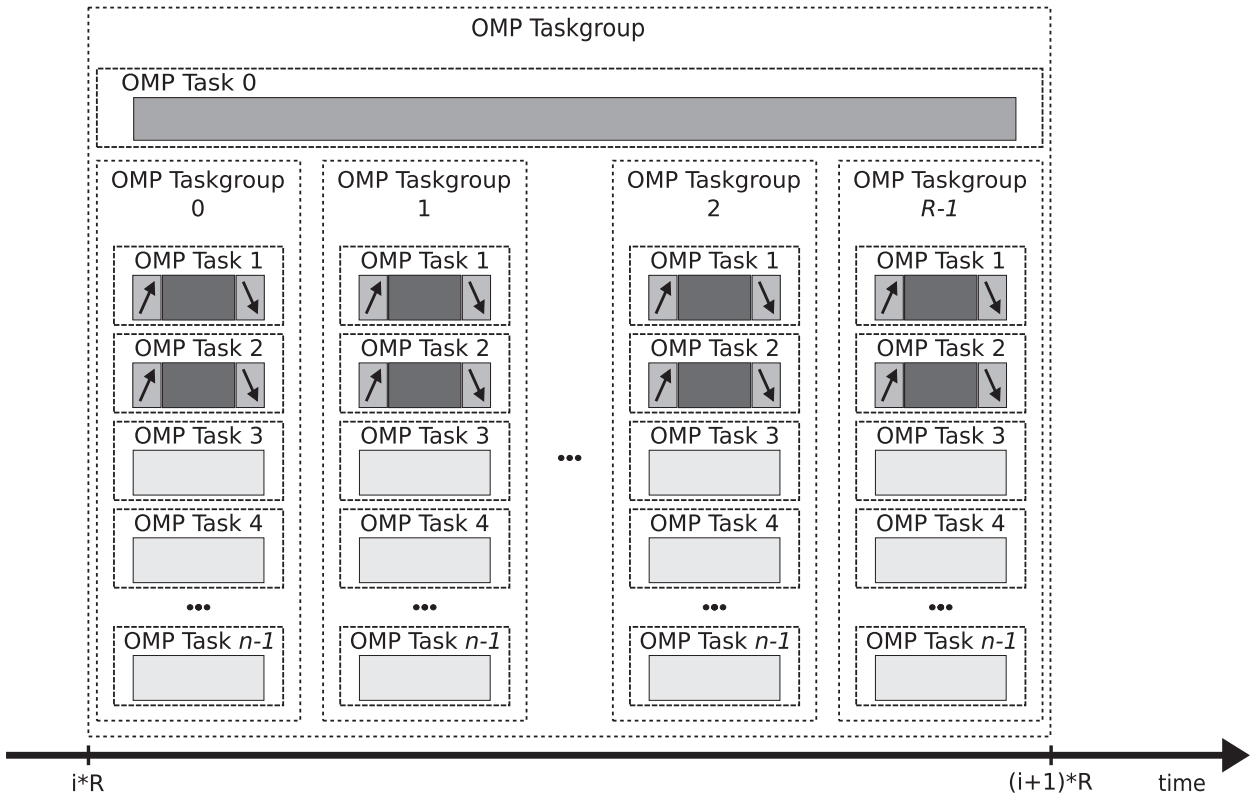 OMP Taskgroup
OMP Task 0
OMP Taskgroup
0
OMP Task 1
OMP Task 2
OMP Task 3
OMP Task 4
•••
OMP Task n-1
OMP Taskgroup
1
OMP Task 1
OMP Task 2
OMP Task 3
OMP Task 4
•••
OMP Task n-1
•••
OMP Taskgroup
2
OMP Task 1
OMP Task 2
OMP Task 3
OMP Task 4
•••
OMP Task n-1
OMP Taskgroup
R-1
OMP Task 1
OMP Task 2
OMP Task 3
OMP Task 4
•••
OMP Task n-1
i*R
(i+1)*R
time